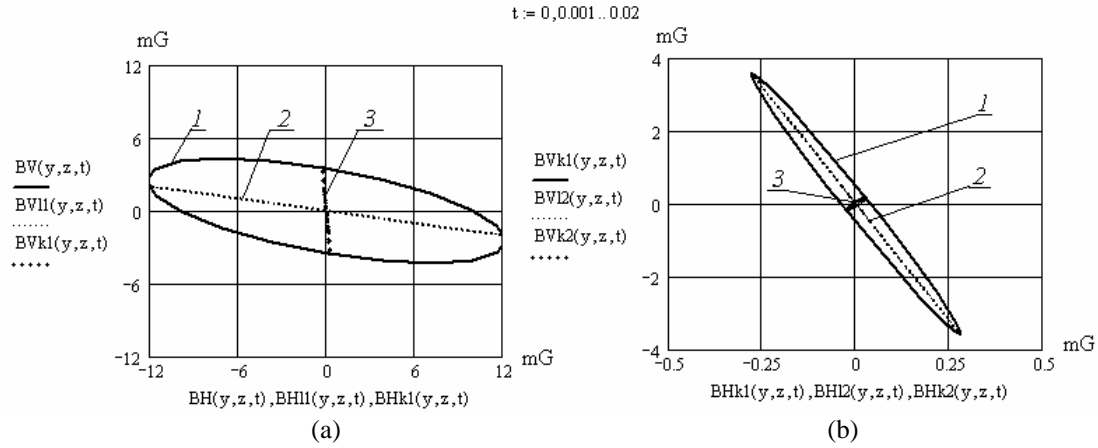 t := 0,0.001..0.02
mG
12
6
0
−6
−12
−12
−6
0
6
12
mG
1
2
3
BV(y,z,t)
BVl1(y,z,t)
BVk1(y,z,t)
BH(y,z,t),BHl1(y,z,t),BHk1(y,z,t)
(a)
mG
4
2
0
−2
−4
−0.5
−0.25
0
0.25
0.5
mG
1
2
3
BVk1(y,z,t)
BVl2(y,z,t)
BVk2(y,z,t)
BHk1(y,z,t),BHl2(y,z,t),BHk2(y,z,t)
(b)